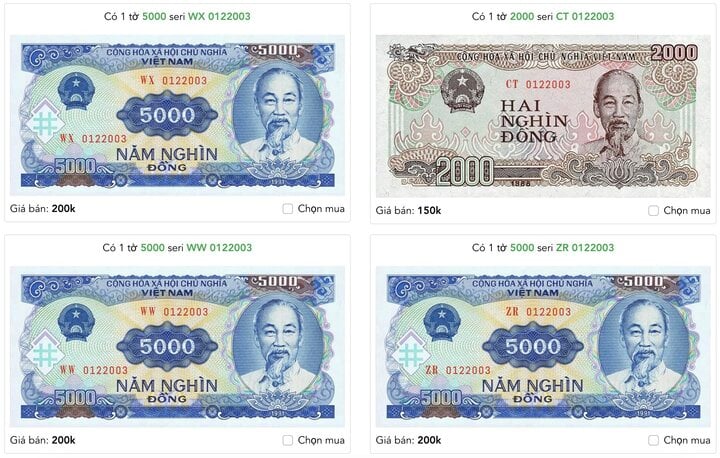 Có 1 tờ 5000 seri WX 0122003
CỘNG HÒA XÃ HỘI CHỦ NGHĨA
VIỆT NAM
5000
WX 0122003
5000
WX 0122003
NĂM NGHÌN
ĐỒNG
5000
1991
Giá bán: 200k
Chọn mua
Có 1 tờ 2000 seri CT 0122003
CỘNG HÒA XÃ HỘI CHỦ NGHĨA VIỆT NAM
2000
CT 0122003
HAI
NGHÌN
ĐỒNG
2000
1988
Giá bán: 150k
Chọn mua
Có 1 tờ 5000 seri WW 0122003
CỘNG HÒA XÃ HỘI CHỦ NGHĨA
VIỆT NAM
5000
WW 0122003
5000
WW 0122003
NĂM NGHÌN
ĐỒNG
5000
1991
Giá bán: 200k
Chọn mua
Có 1 tờ 5000 seri ZR 0122003
CỘNG HÒA XÃ HỘI CHỦ NGHĨA
VIỆT NAM
5000
ZR 0122003
5000
ZR 0122003
NĂM NGHÌN
ĐỒNG
5000
1991
Giá bán: 200k
Chọn mua